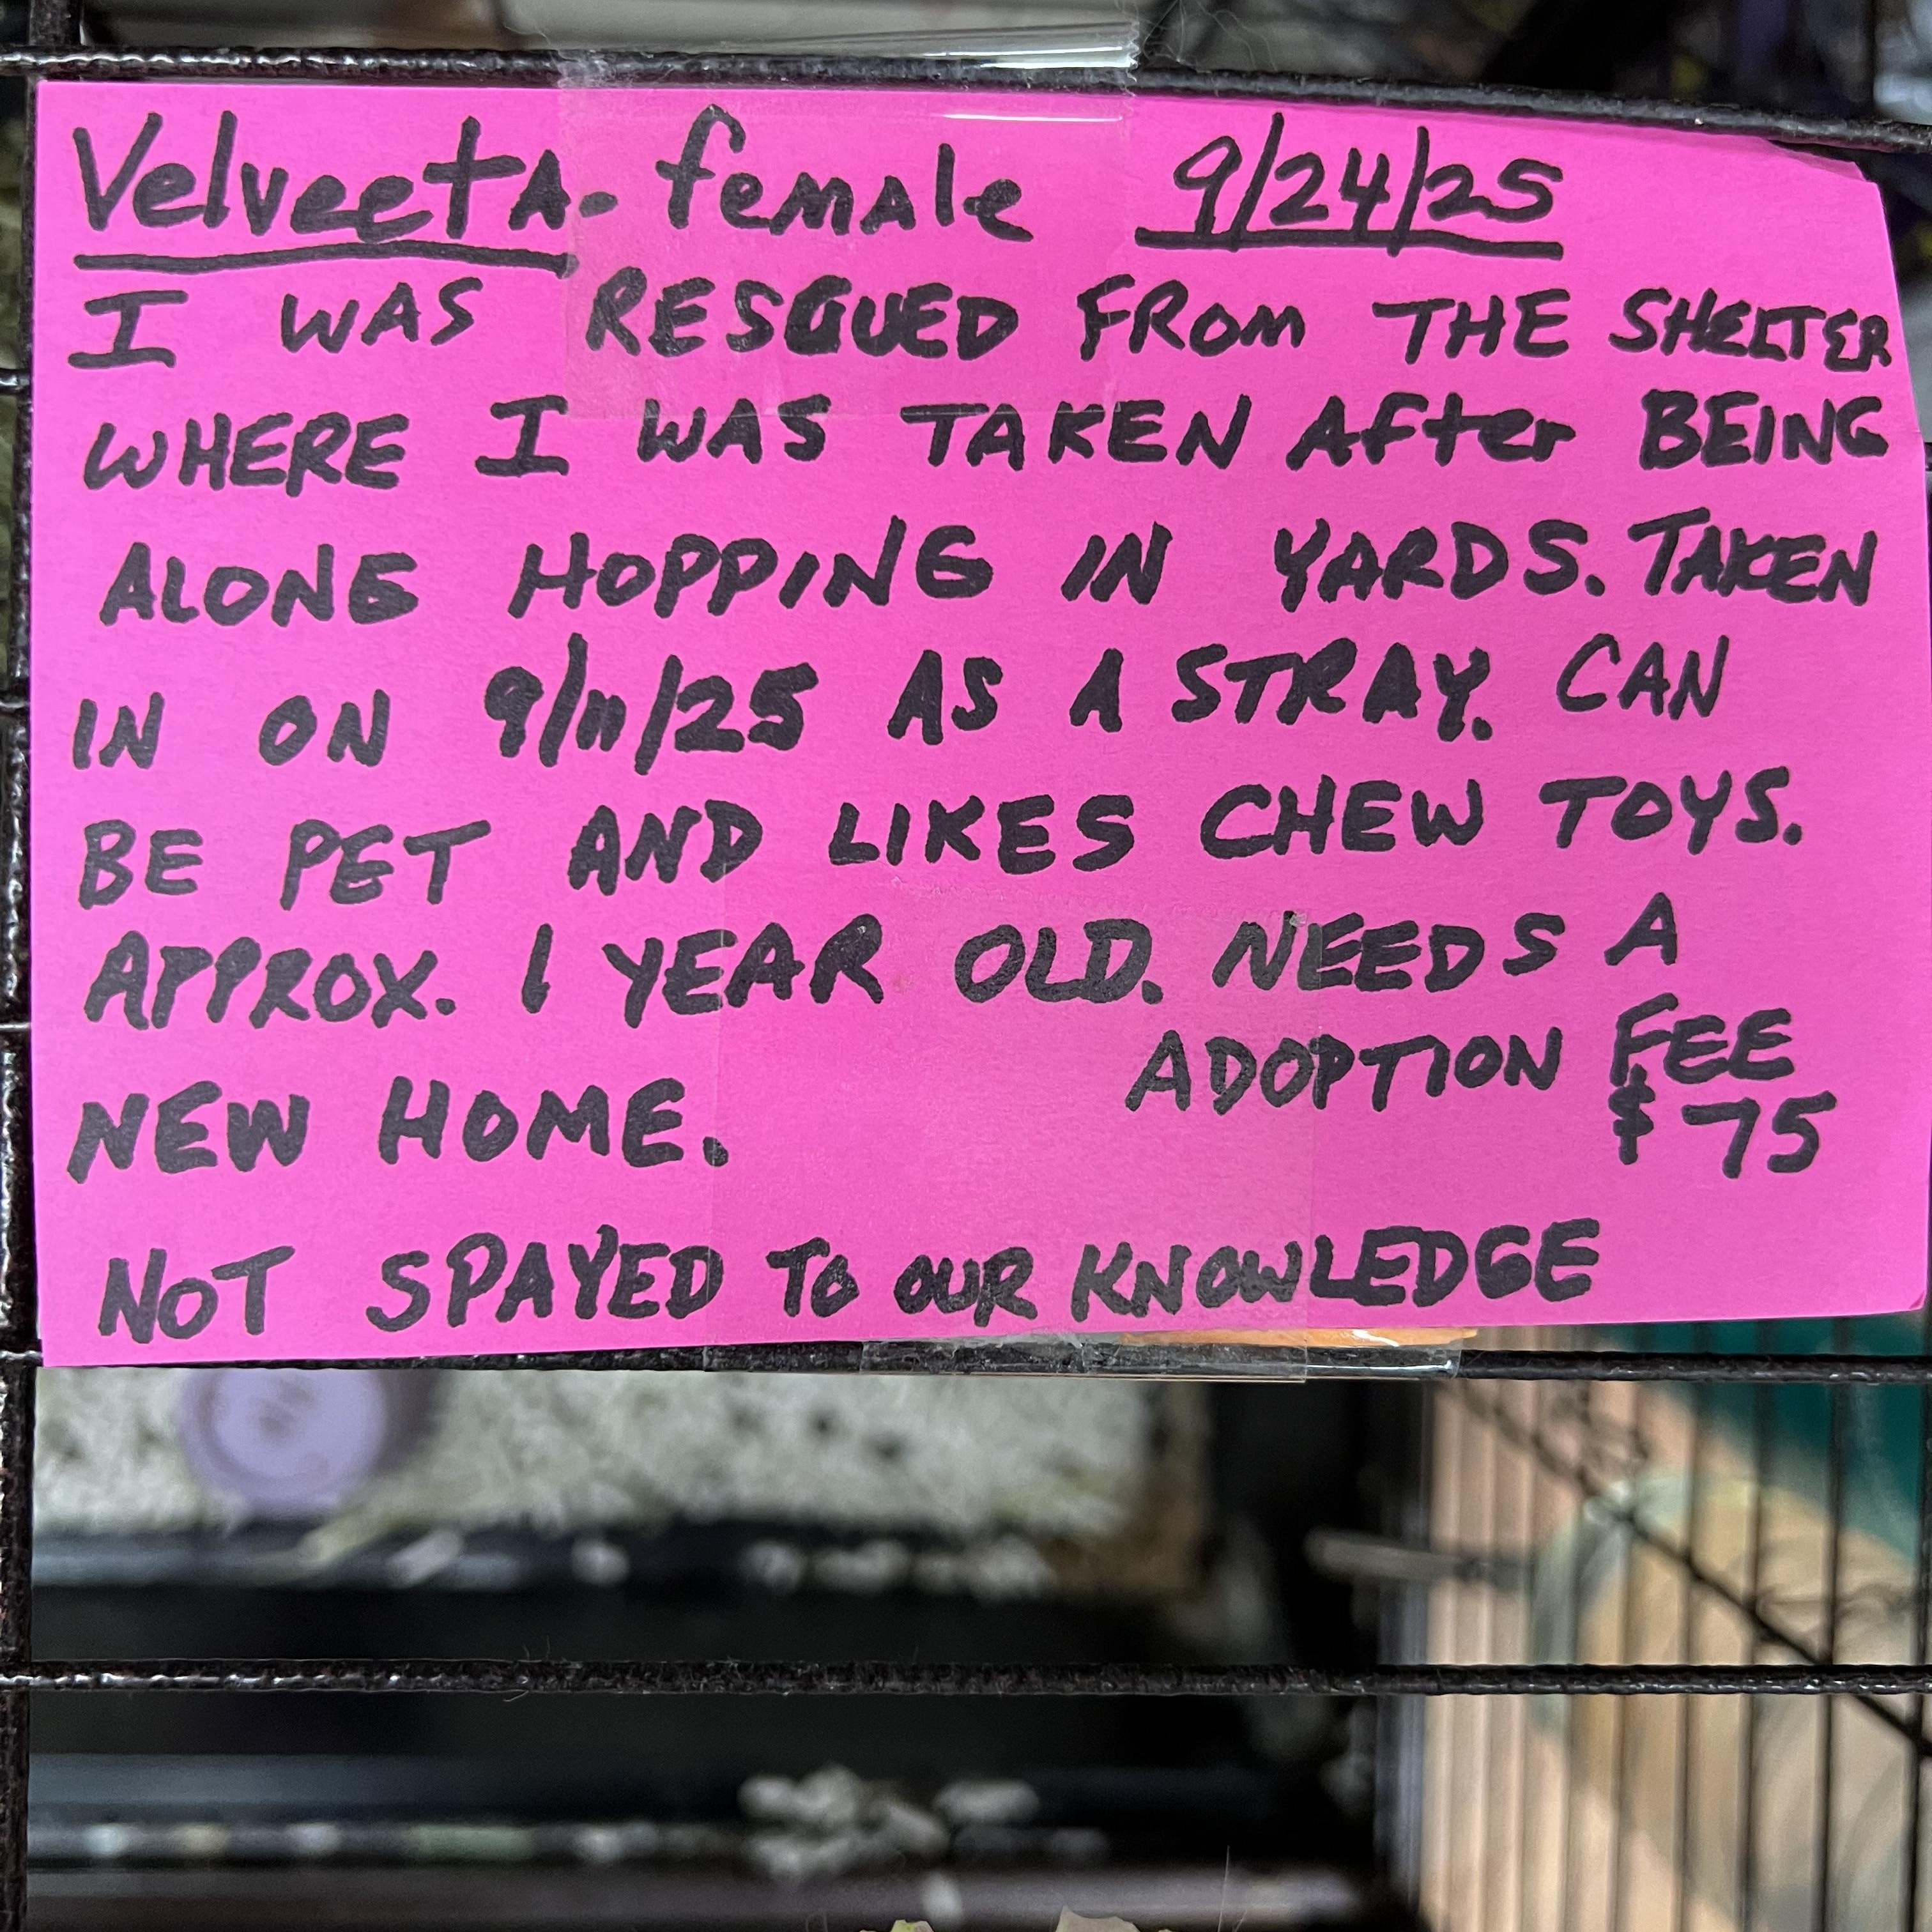 Velveeta - female 9/24/25
I WAS RESCUED FROM THE SHELTER
WHERE I WAS TAKEN After BEING
ALONE HOPPING IN YARDS. TAKEN
IN ON 9/11/25 AS A STRAY. CAN
BE PET AND LIKES CHEW TOYS.
APPROX. 1 YEAR OLD. NEEDS A
NEW HOME. ADOPTION FEE
$75
NOT SPAYED TO OUR KNOWLEDGE